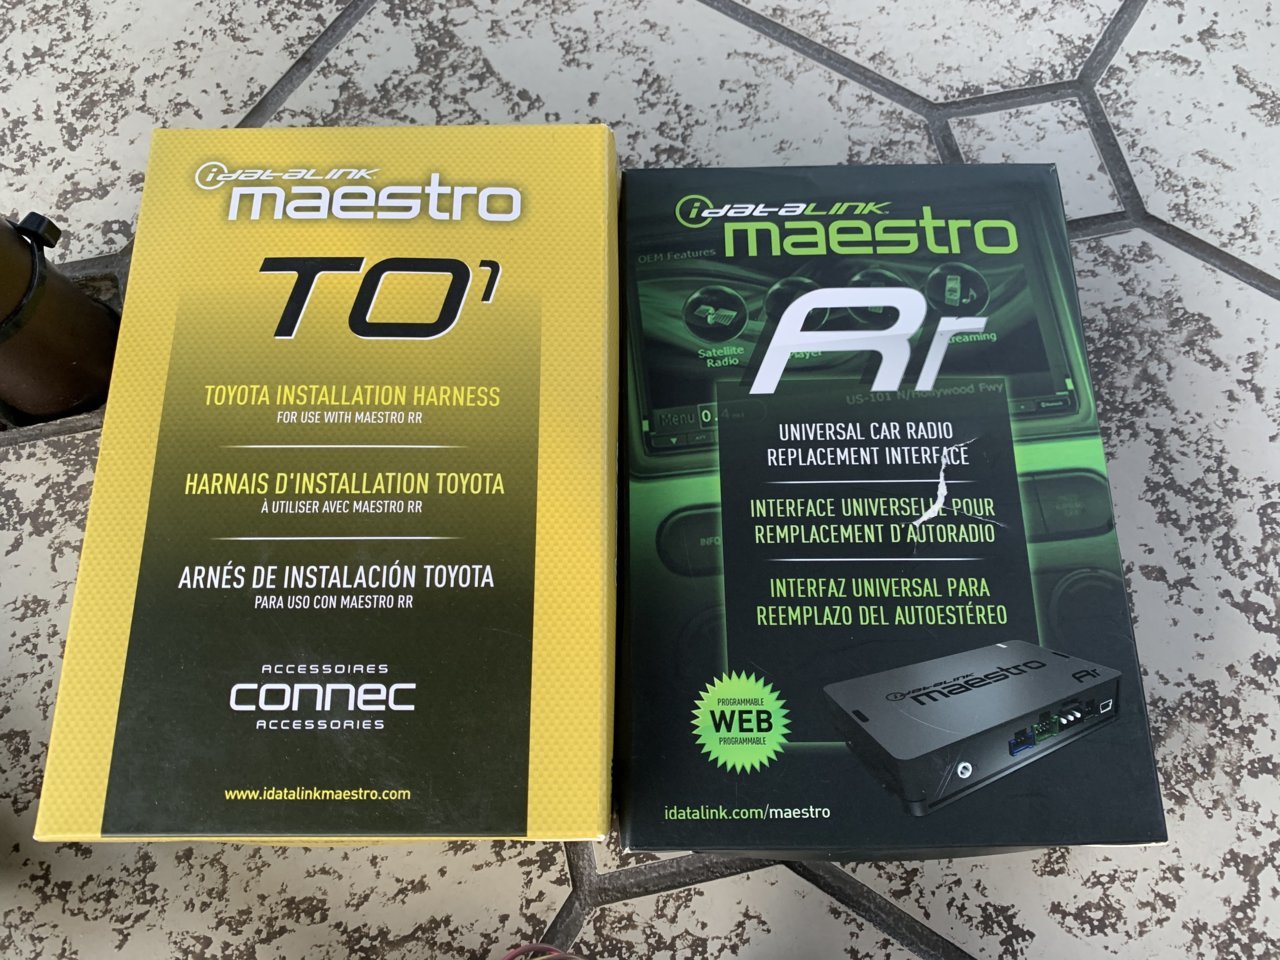 iDATALINK
maestro
TO1
TOYOTA INSTALLATION HARNESS
FOR USE WITH MAESTRO RR
HARNAIS D'INSTALLATION TOYOTA
À UTILISER AVEC MAESTRO RR
ARNÉS DE INSTALACIÓN TOYOTA
PARA USO CON MAESTRO RR
ACCESSOIRES
CONNEC
ACCESSORIES
www.idatalinkmaestro.com
iDATALINK
maestro
OEM Features
Rr
Satellite
Radio
Player
Streaming
US-101 N/Hollywood Fwy
Menu
UNIVERSAL CAR RADIO
REPLACEMENT INTERFACE
INTERFACE UNIVERSELLE POUR
REMPLACEMENT D'AUTORADIO
INTERFAZ UNIVERSAL PARA
REEMPLAZO DEL AUTOESTÉREO
INFO
iDATALINK
maestro
Rr
PROGRAMMABLE
WEB
PROGRAMMABLE
idatalink.com/maestro